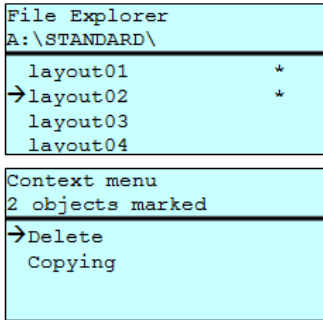 File Explorer
A:\STANDARD\
layout01 *
→layout02 *
layout03
layout04
Context menu
2 objects marked
→Delete
Copying